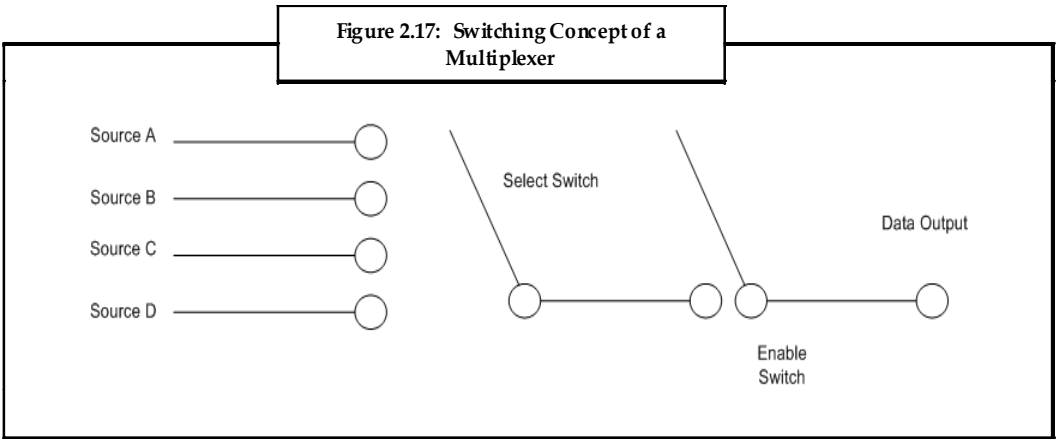 Figure 2.17: Switching Concept of a
Multiplexer
Source A
Source B
Source C
Source D
Select Switch
Data Output
Enable
Switch